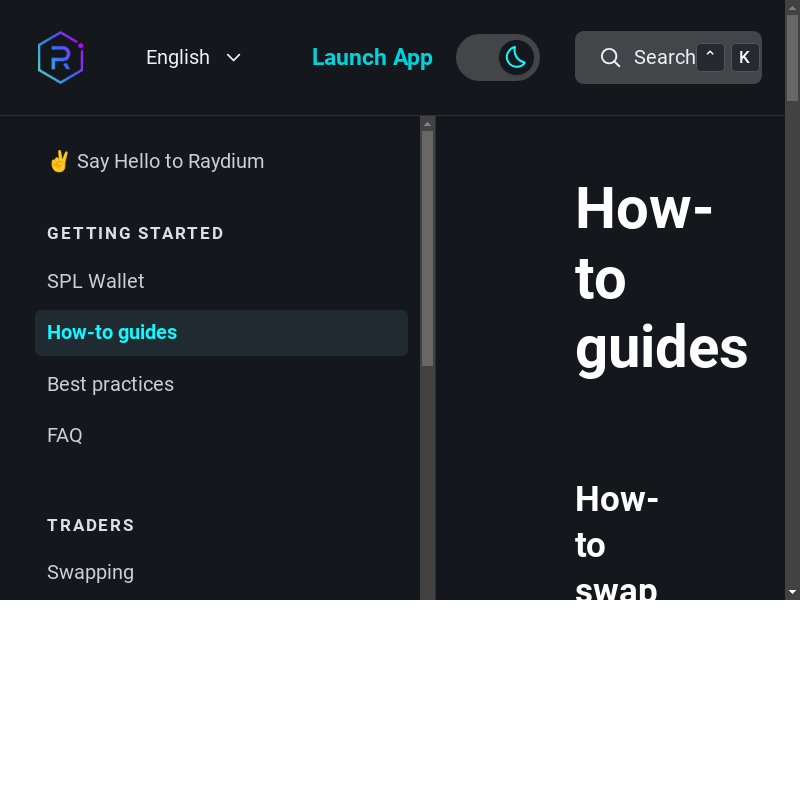 English
Launch App
Search
⌃ K
✌️ Say Hello to Raydium
GETTING STARTED
SPL Wallet
How-to guides
Best practices
FAQ
TRADERS
Swapping
How-
to
guides
How-
to
swap